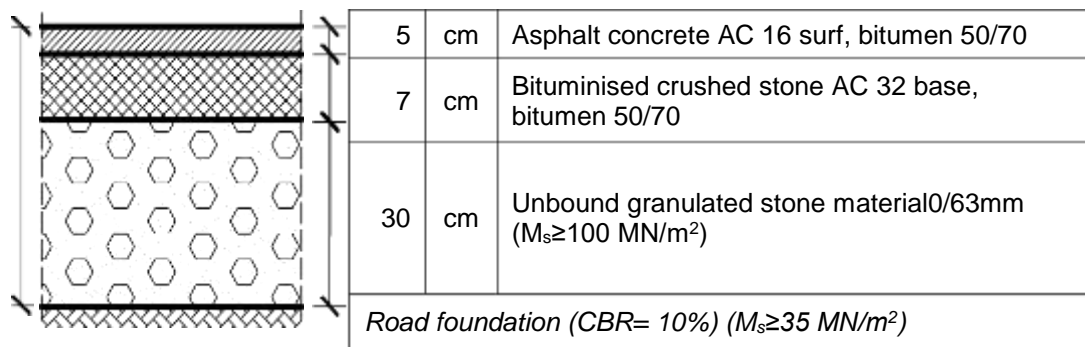 5 cm Asphalt concrete AC 16 surf, bitumen 50/70
7 cm Bituminised crushed stone AC 32 base,
bitumen 50/70
30 cm Unbound granulated stone material0/63mm
(Ms≥100 MN/m²)
Road foundation (CBR= 10%) (Ms≥35 MN/m²)